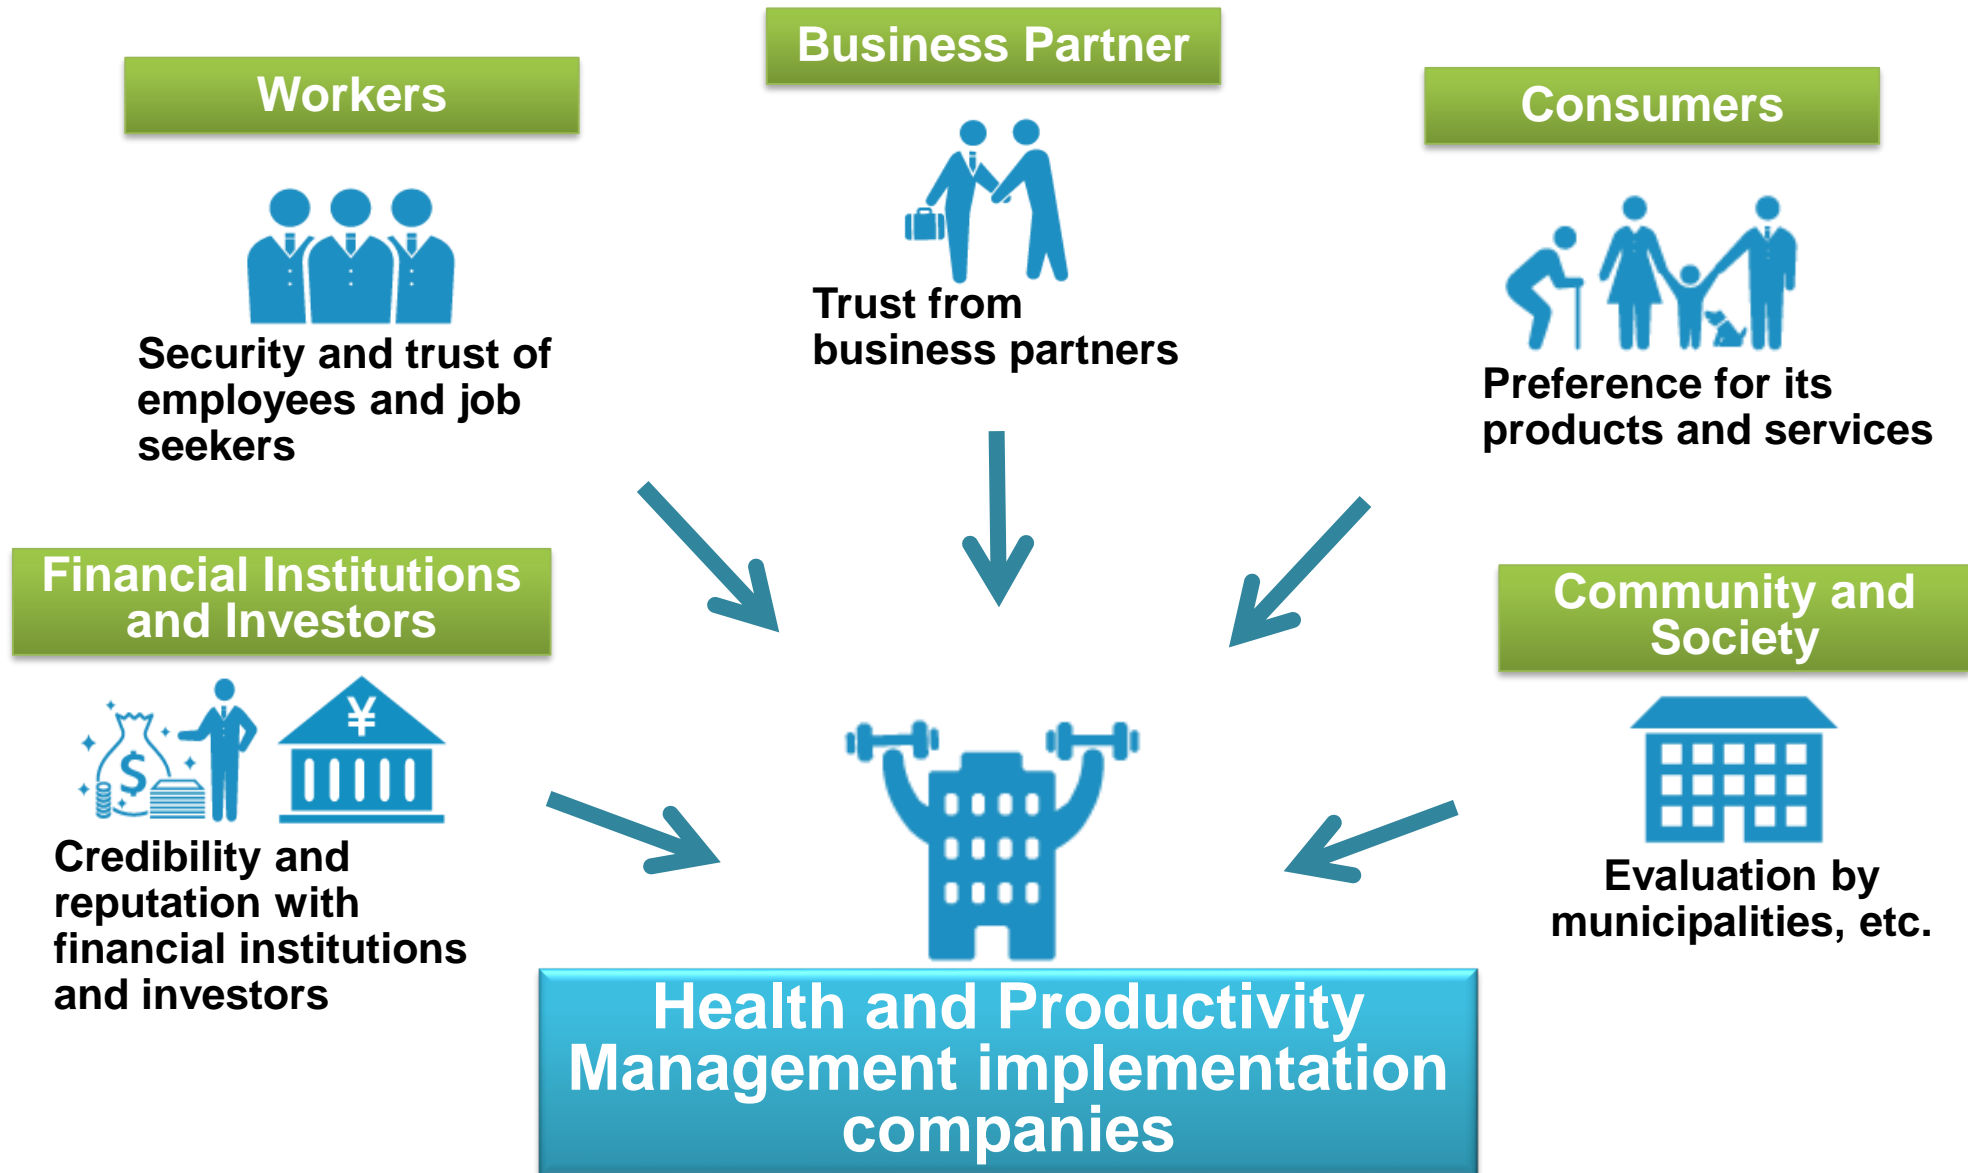 Business Partner
Workers
Consumers
Trust from
business partners
Security and trust of
employees and job
seekers
Preference for its
products and services
Financial Institutions
and Investors
Community and
Society
¥
$
Credibility and
reputation with
financial institutions
and investors
Evaluation by
municipalities, etc.
Health and Productivity
Management implementation
companies